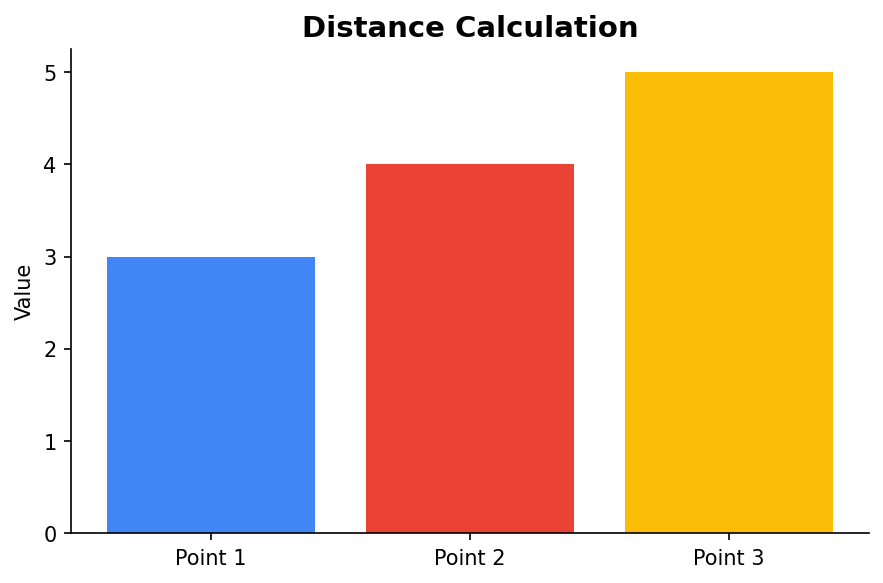 Distance Calculation
Value
5
4
3
2
1
0
Point 1
Point 2
Point 3